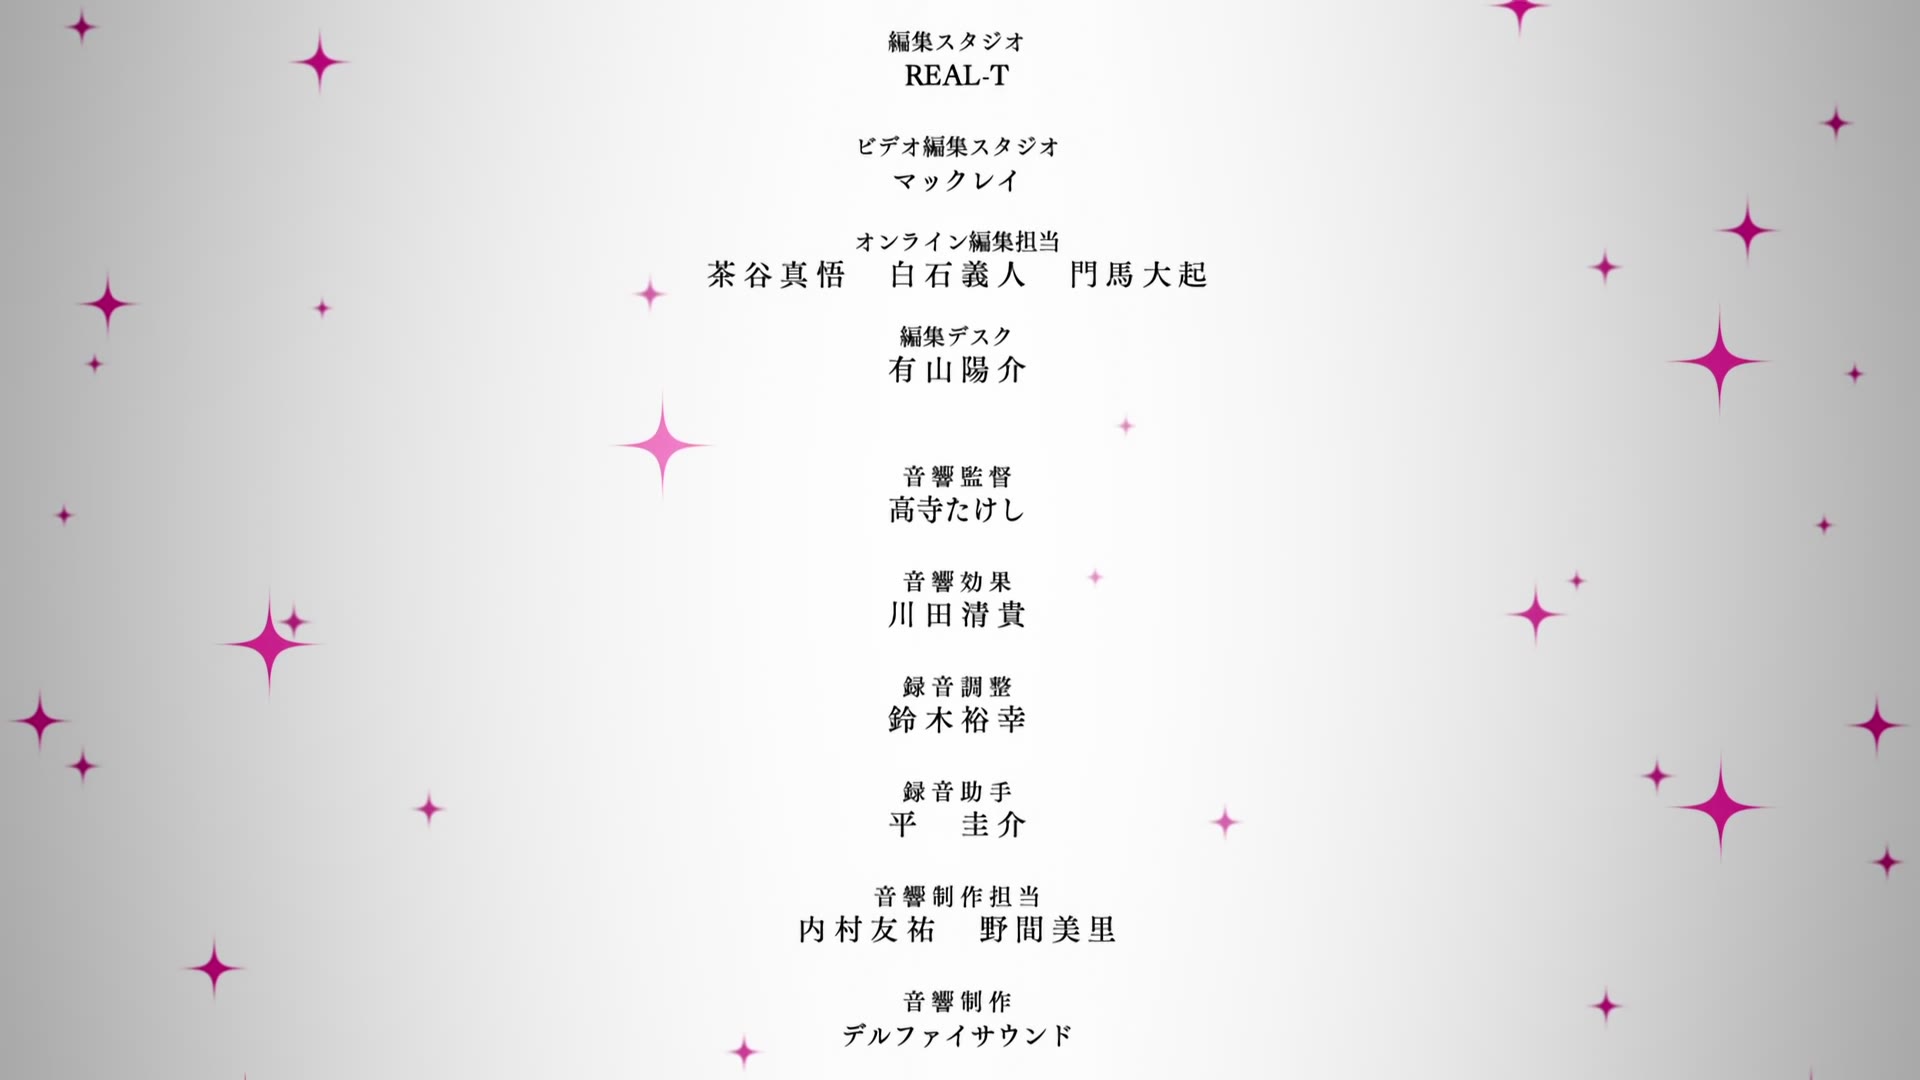 編集スタジオ
REAL-T
ビデオ編集スタジオ
マックレイ
オンライン編集担当
茶谷真悟　白石義人　門馬大起
編集デスク
有山陽介
音響監督
高寺たけし
音響効果
川田清貴
録音調整
鈴木裕幸
録音助手
平　圭介
音響制作担当
内村友祐　野間美里
音響制作
デルファイサウンド